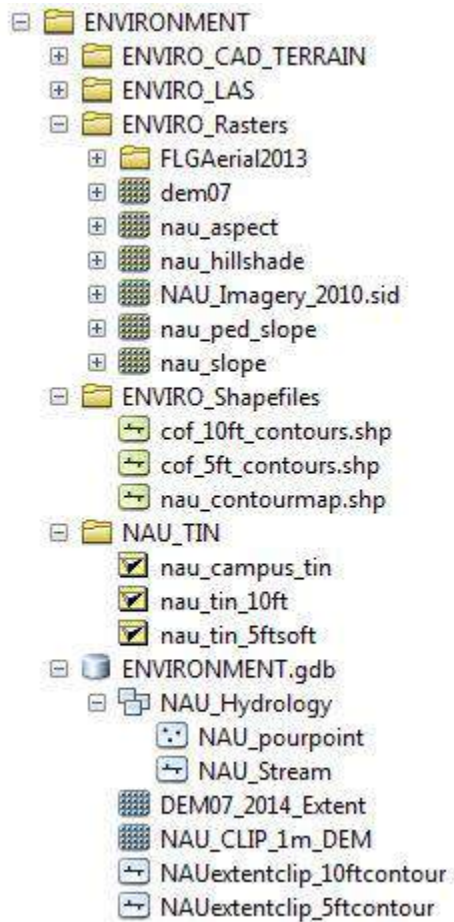 ENVIRONMENT
ENVIRO_CAD_TERRAIN
ENVIRO_LAS
ENVIRO_Rasters
FLGAerial2013
dem07
nau_aspect
nau_hillshade
NAU_Imagery_2010.sid
nau_ped_slope
nau_slope
ENVIRO_Shapefiles
cof_10ft_contours.shp
cof_5ft_contours.shp
nau_contourmap.shp
NAU_TIN
nau_campus_tin
nau_tin_10ft
nau_tin_5ftsoft
ENVIRONMENT.gdb
NAU_Hydrology
NAU_pourpoint
NAU_Stream
DEM07_2014_Extent
NAU_CLIP_1m_DEM
NAUextentclip_10ftcontour
NAUextentclip_5ftcontour